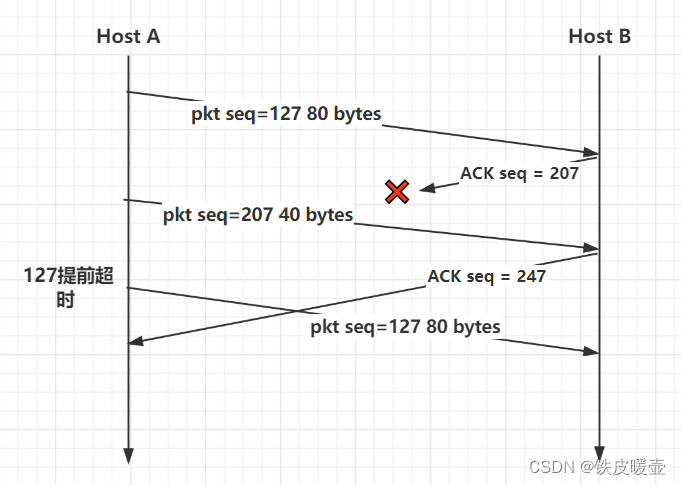 Host A
Host B
pkt seq=127 80 bytes
ACK seq = 207
pkt seq=207 40 bytes
127提前超
时
ACK seq = 247
pkt seq=127 80 bytes
CSDN @铁皮暖壶